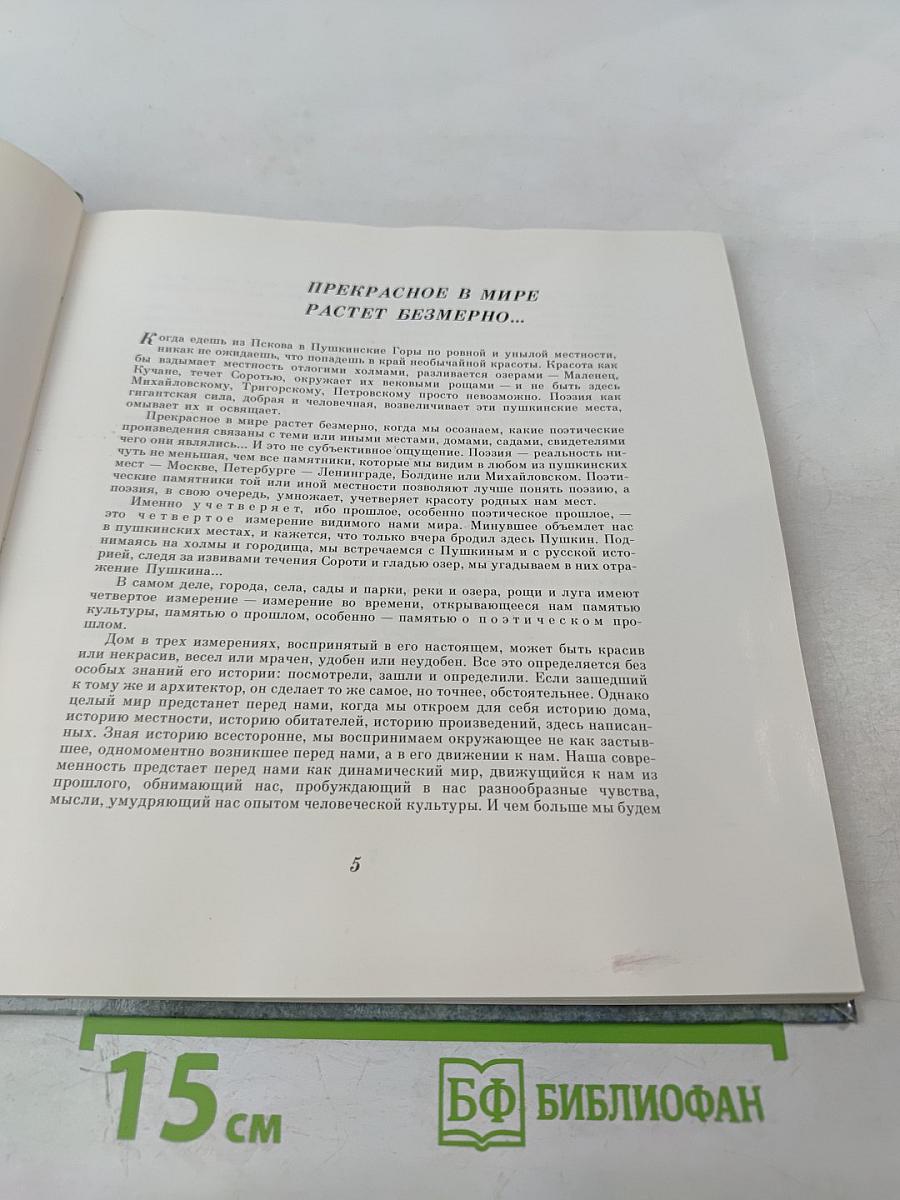 ПРЕКРАСНОЕ В МИРЕ
РАСТЕТ БЕЗМЕРНО...
Когда едешь из Пскова в Пушкинские Горы по ровной и унылой местности,
никак не ожидаешь, что попадешь в край необычайной красоты. Красота как
бы вздымает местность отлогими холмами, разливается озерами — Маленец,
Кучане, течет Соротью, окружает их вековыми рощами — и не быть здесь
Михайловскому, Тригорскому, Петровскому просто невозможно. Поэзия как
гигантская сила, добрая и человечная, возвеличивает эти пушкинские места,
омывает их и освящает.
Прекрасное в мире растет безмерно, когда мы осознаем, какие поэтические
произведения связаны с теми или иными местами, домами, садами, свидетелями
чего они являлись... И это не субъективное ощущение. Поэзия — реальность ни-
чуть не меньшая, чем все памятники, которые мы видим в любом из пушкинских
мест — Москве, Петербурге — Ленинграде, Болдине или Михайловском. Поэти-
ческие памятники той или иной местности позволяют лучше понять поэзию, а
поэзия, в свою очередь, умножает, учетверяет красоту родных нам мест.
Именно учетверяет, ибо прошлое, особенно поэтическое прошлое, —
это четвертое измерение видимого нами мира. Минувшее объемлет нас
в пушкинских местах, и кажется, что только вчера бродил здесь Пушкин. Под-
нимаясь на холмы и городища, мы встречаемся с Пушкиным и с русской исто-
рией, следя за извивами течения Сороти и гладью озер, мы угадываем в них отра-
жение Пушкина...
В самом деле, города, села, сады и парки, реки и озера, рощи и луга имеют
четвертое измерение — измерение во времени, открывающееся нам памятью
культуры, памятью о прошлом, особенно — памятью о поэтическом про-
шлом.
Дом в трех измерениях, воспринятый в его настоящем, может быть красив
или некрасив, весел или мрачен, удобен или неудобен. Все это определяется без
особых знаний его истории: посмотрели, зашли и определили. Если зашедший
к тому же и архитектор, он сделает то же самое, но точнее, обстоятельнее. Однако
целый мир предстанет перед нами, когда мы откроем для себя историю дома,
историю местности, историю обитателей, историю произведений, здесь написан-
ных. Зная историю всесторонне, мы воспринимаем окружающее не как застыв-
шее, одномоментно возникшее перед нами, а в его движении к нам. Наша совре-
менность предстает перед нами как динамический мир, движущийся к нам из
прошлого, обнимающий нас, пробуждающий в нас разнообразные чувства,
мысли, умудряющий нас опытом человеческой культуры. И чем больше мы будем
5
15 см
БФ БИБЛИОФАН